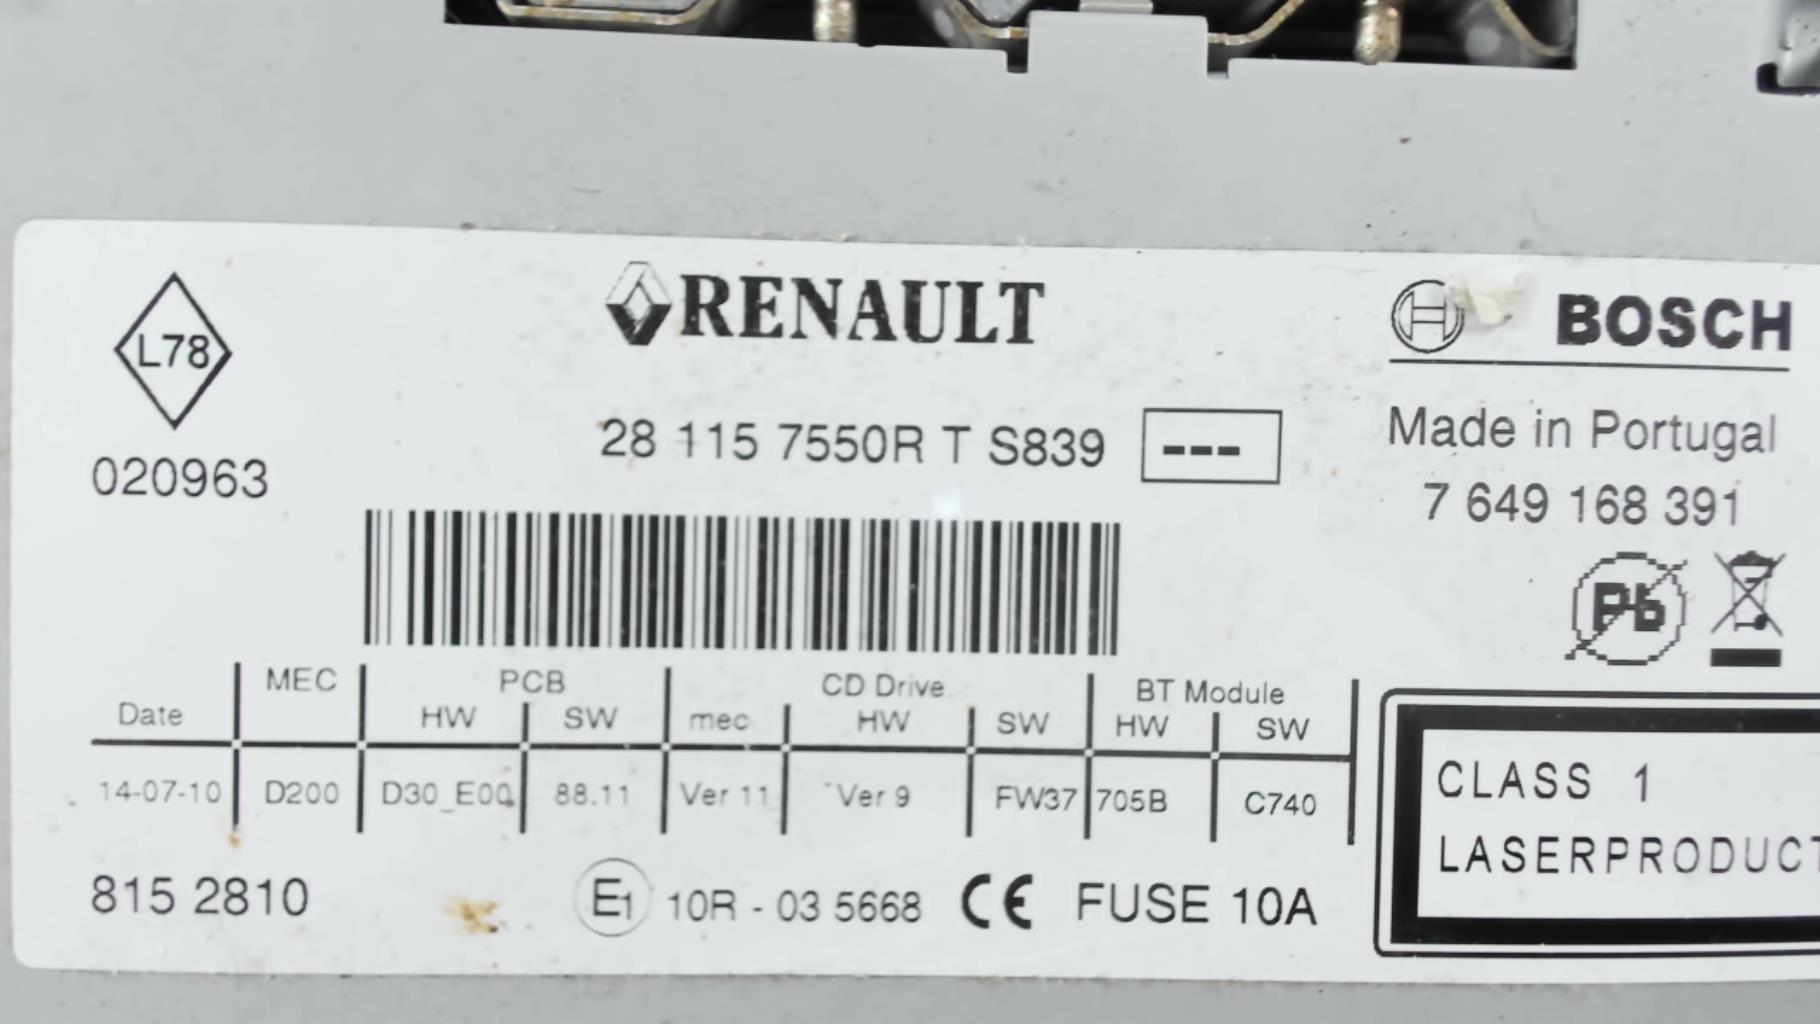 L78
020963
RENAULT
28 115 7550R T S839 ---
BOSCH
Made in Portugal
7 649 168 391
Pb
MEC PCB CD Drive BT Module
Date HW SW mec HW SW HW SW
14-07-10 D200 D30_E00 88.11 Ver 11 Ver 9 FW37 705B C740
815 2810
E1 10R - 03 5668 CE FUSE 10A
CLASS 1
LASERPRODUCT